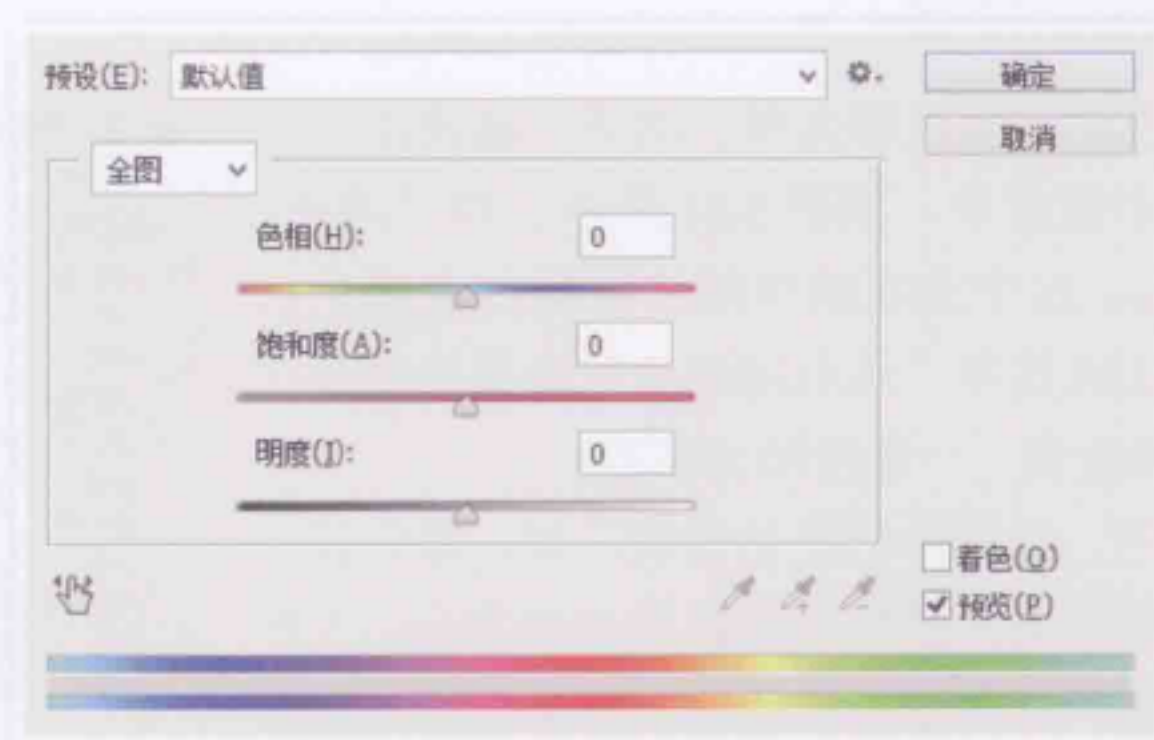 预设(E): 默认值
确定
取消
全图
色相(H): 0
饱和度(A): 0
明度(I): 0
着色(O)
预览(P)